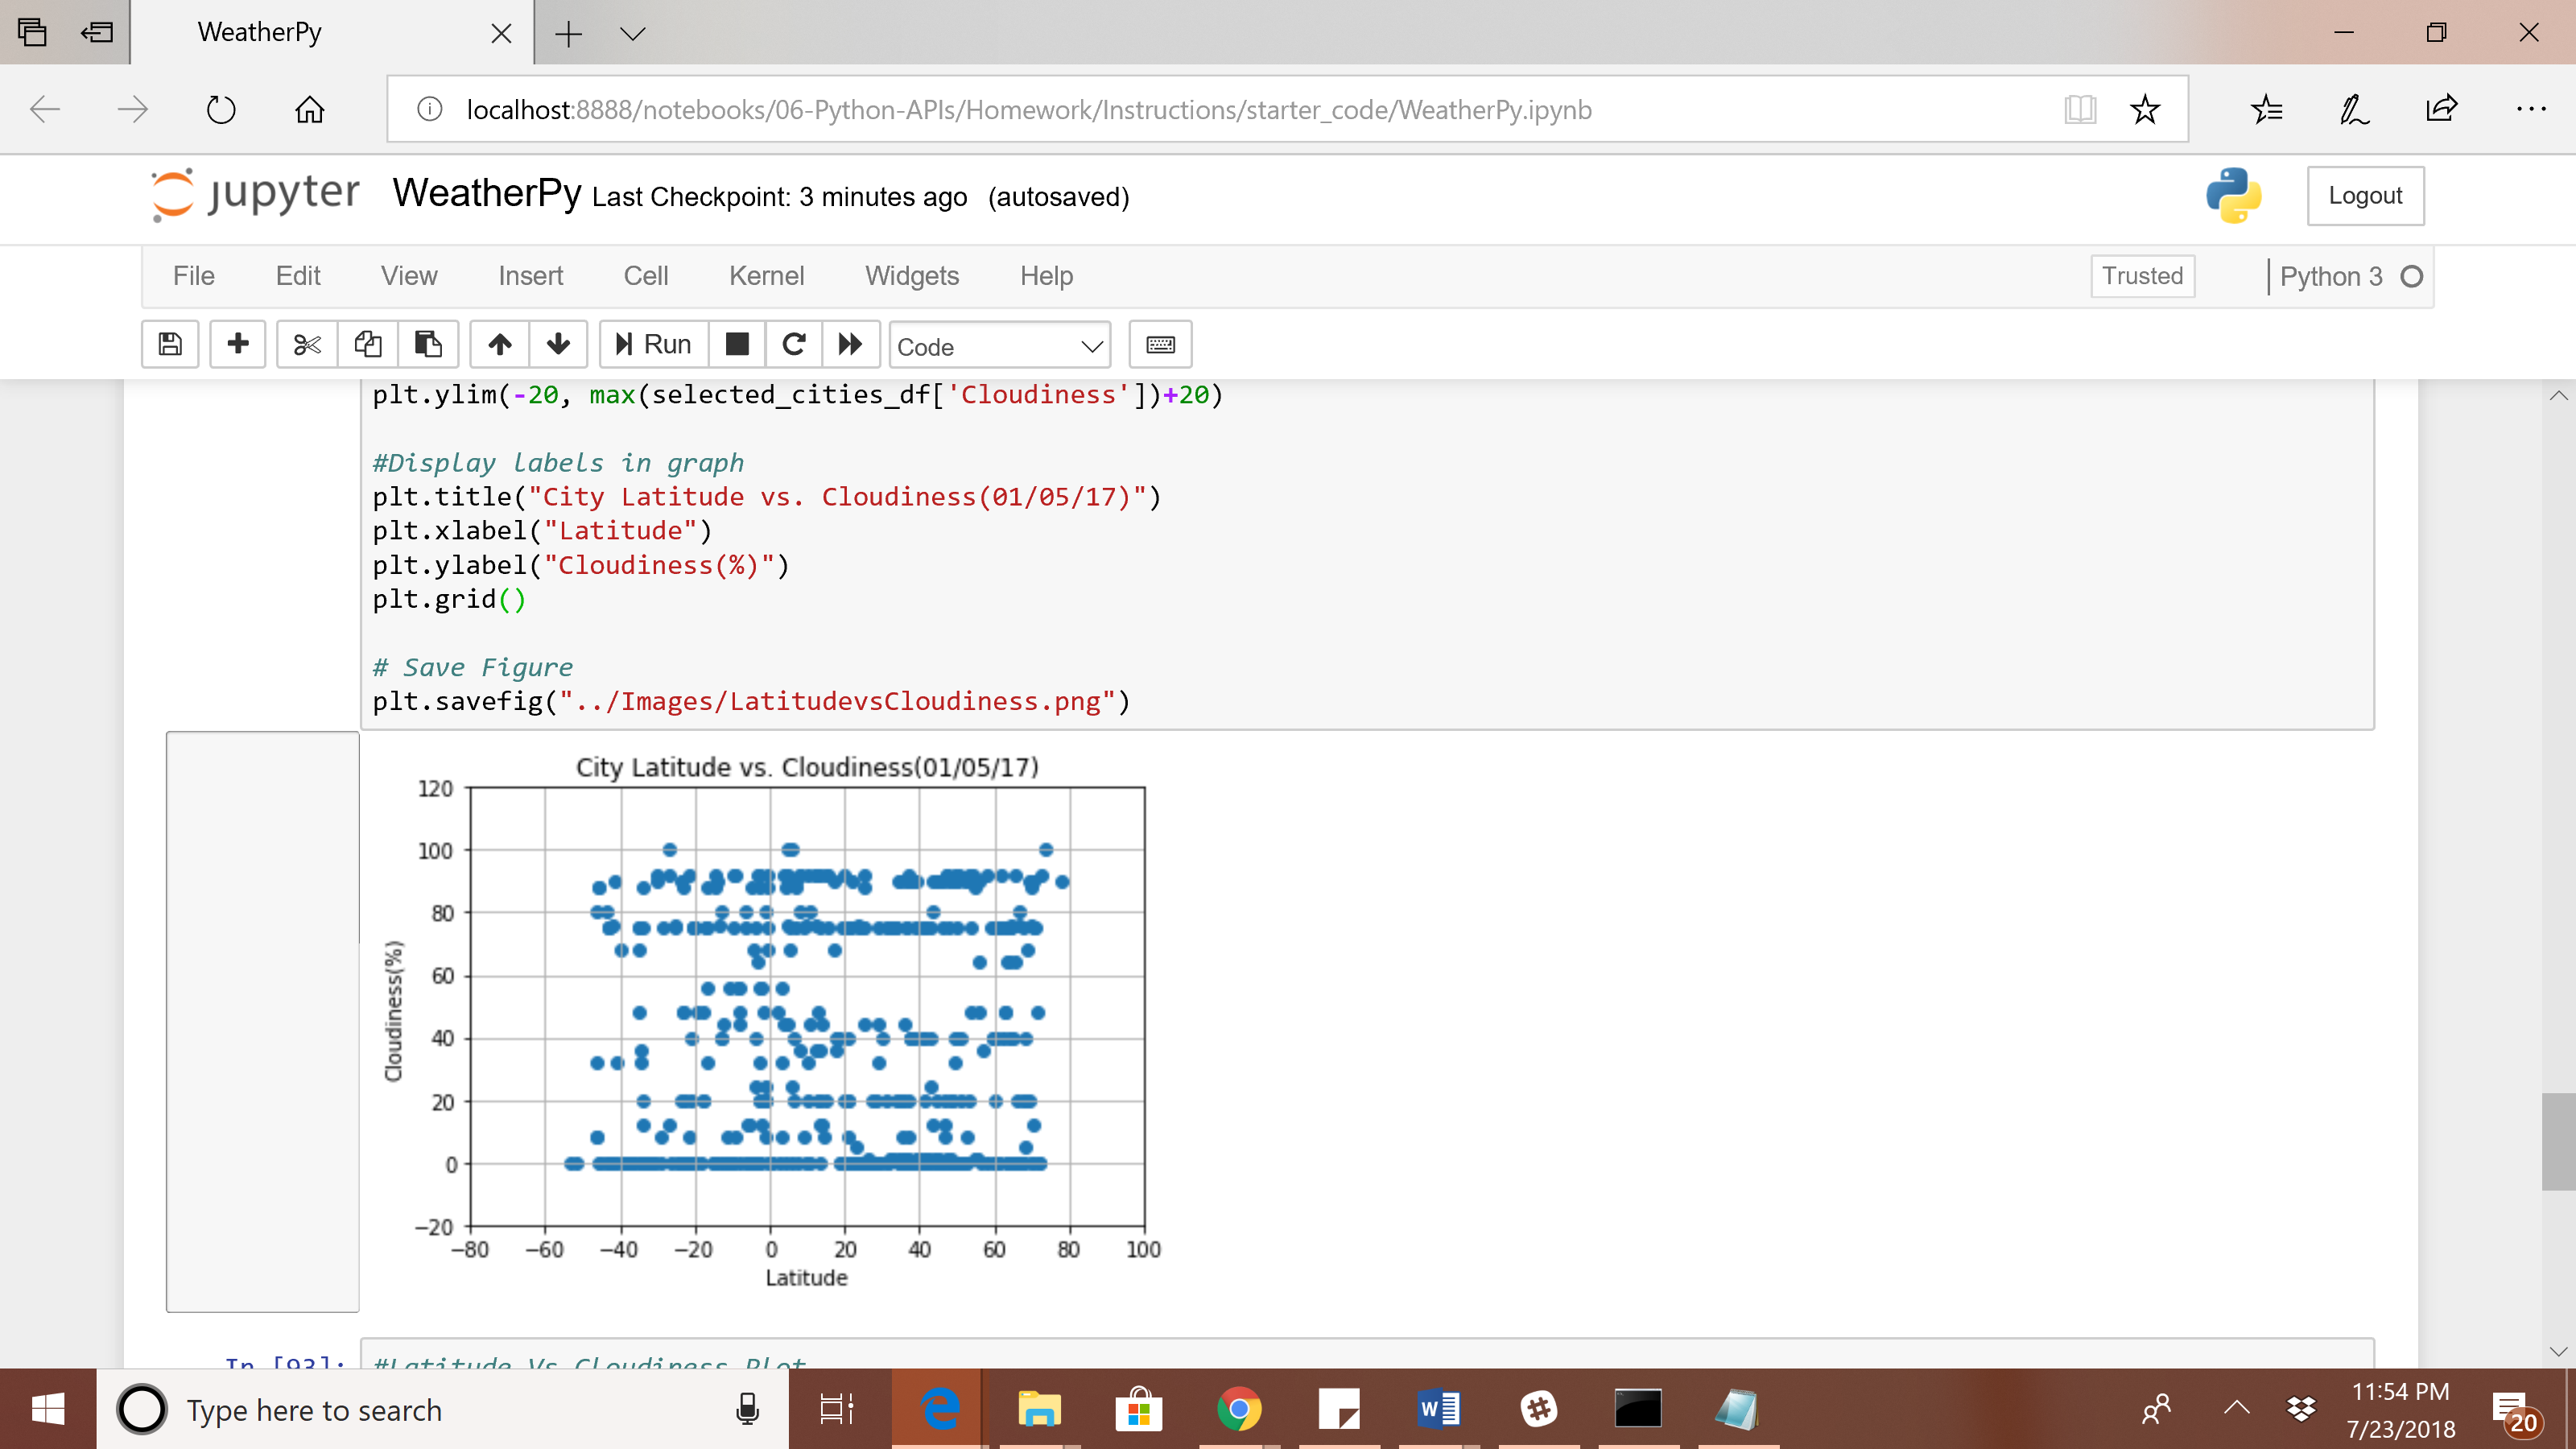 WeatherPy
localhost:8888/notebooks/06-Python-APIs/Homework/Instructions/starter_code/WeatherPy.ipynb
jupyter WeatherPy Last Checkpoint: 3 minutes ago (autosaved)
Logout
File Edit View Insert Cell Kernel Widgets Help
Trusted
Python 3
Run
Code
plt.ylim(-20, max(selected_cities_df['Cloudiness'])+20)
#Display labels in graph
plt.title("City Latitude vs. Cloudiness(01/05/17)")
plt.xlabel("Latitude")
plt.ylabel("Cloudiness(%)")
plt.grid()
# Save Figure
plt.savefig("../Images/LatitudevsCloudiness.png")
City Latitude vs. Cloudiness(01/05/17)
120
100
80
60
40
20
0
−20
Cloudiness(%)
−80 −60 −40 −20 0 20 40 60 80 100
Latitude
In [93]: #Latitude Vs Cloudiness Plot
Type here to search
11:54 PM
7/23/2018
20